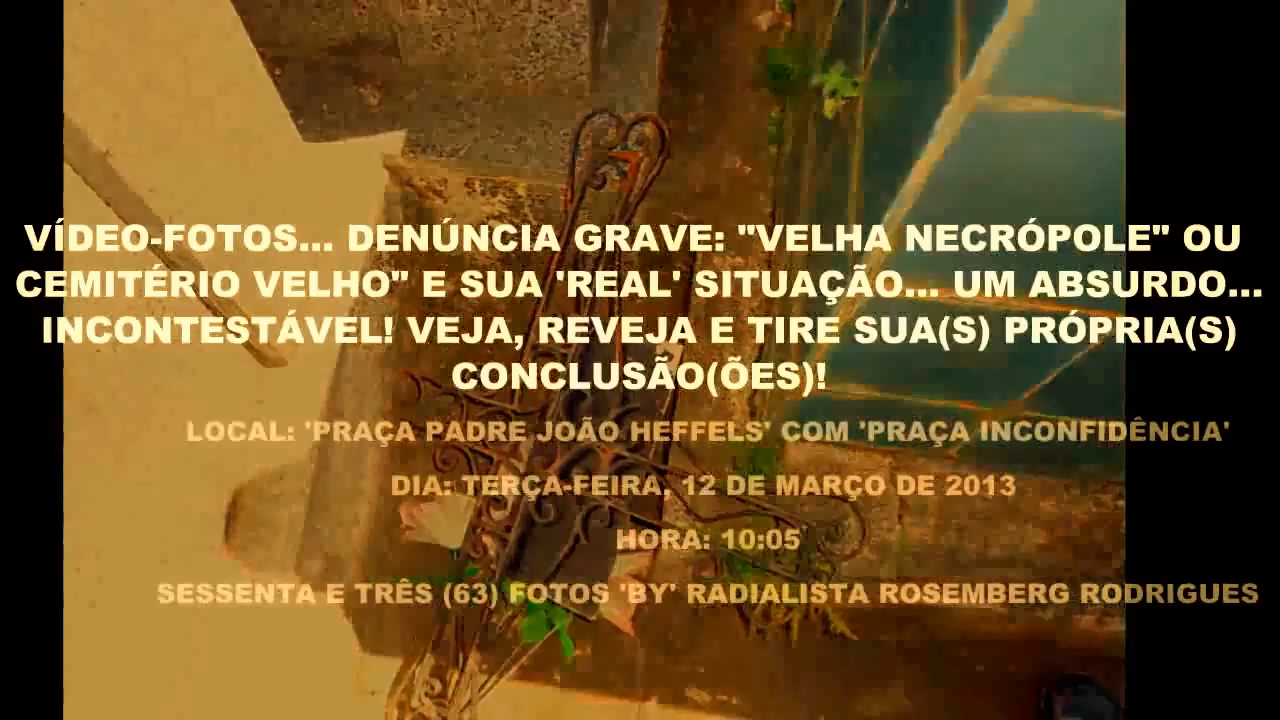 VÍDEO-FOTOS... DENÚNCIA GRAVE: "VELHA NECRÓPOLE" OU
CEMITÉRIO VELHO" E SUA 'REAL' SITUAÇÃO... UM ABSURDO...
INCONTESTÁVEL! VEJA, REVEJA E TIRE SUA(S) PRÓPRIA(S)
CONCLUSÃO(ÕES)!
LOCAL: 'PRAÇA PADRE JOÃO HEFFELS' COM 'PRAÇA INCONFIDÊNCIA'
DIA: TERÇA-FEIRA, 12 DE MARÇO DE 2013
HORA: 10:05
SESSENTA E TRÊS (63) FOTOS 'BY' RADIALISTA ROSEMBERG RODRIGUES